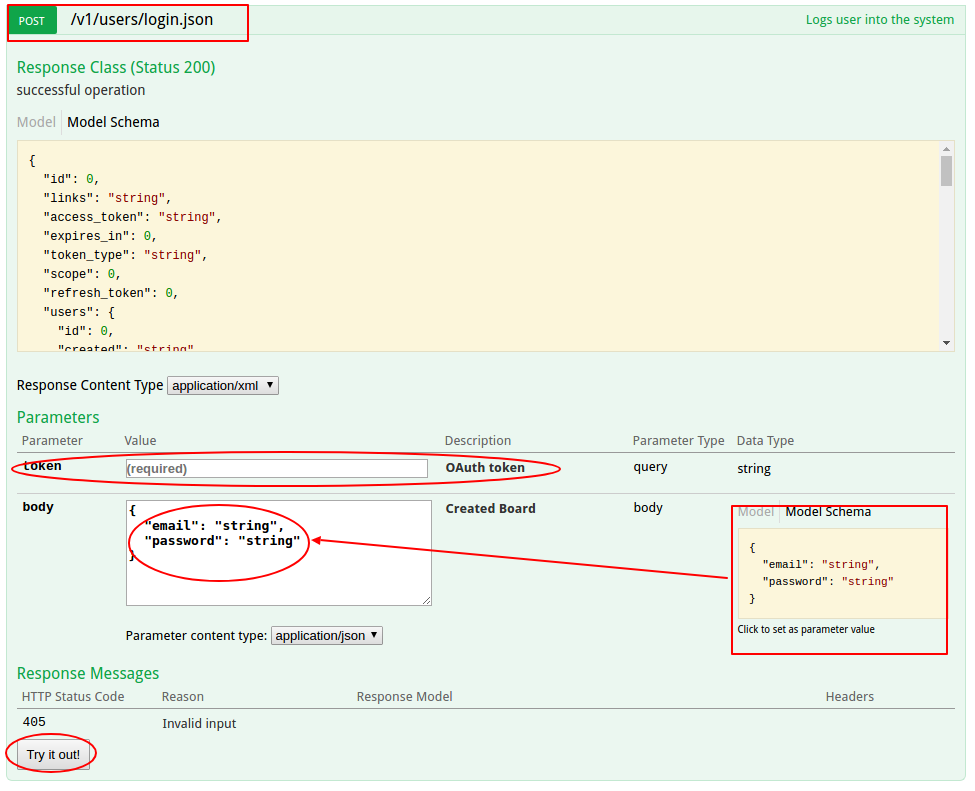 POST /v1/users/login.json Logs user into the system
Response Class (Status 200)
successful operation
Model Model Schema
{
"id": 0,
"links": "string",
"access_token": "string",
"expires_in": 0,
"token_type": "string",
"scope": 0,
"refresh_token": 0,
"users": {
"id": 0,
"created": "string"
Response Content Type application/xml
Parameters
Parameter Value Description Parameter Type Data Type
token (required) OAuth token query string
body { Created Board body Model Model Schema
"email": "string",
"password": "string"
}
{
"email": "string",
"password": "string"
}
Click to set as parameter value
Parameter content type: application/json
Response Messages
HTTP Status Code Reason Response Model Headers
405 Invalid input
Try it out!